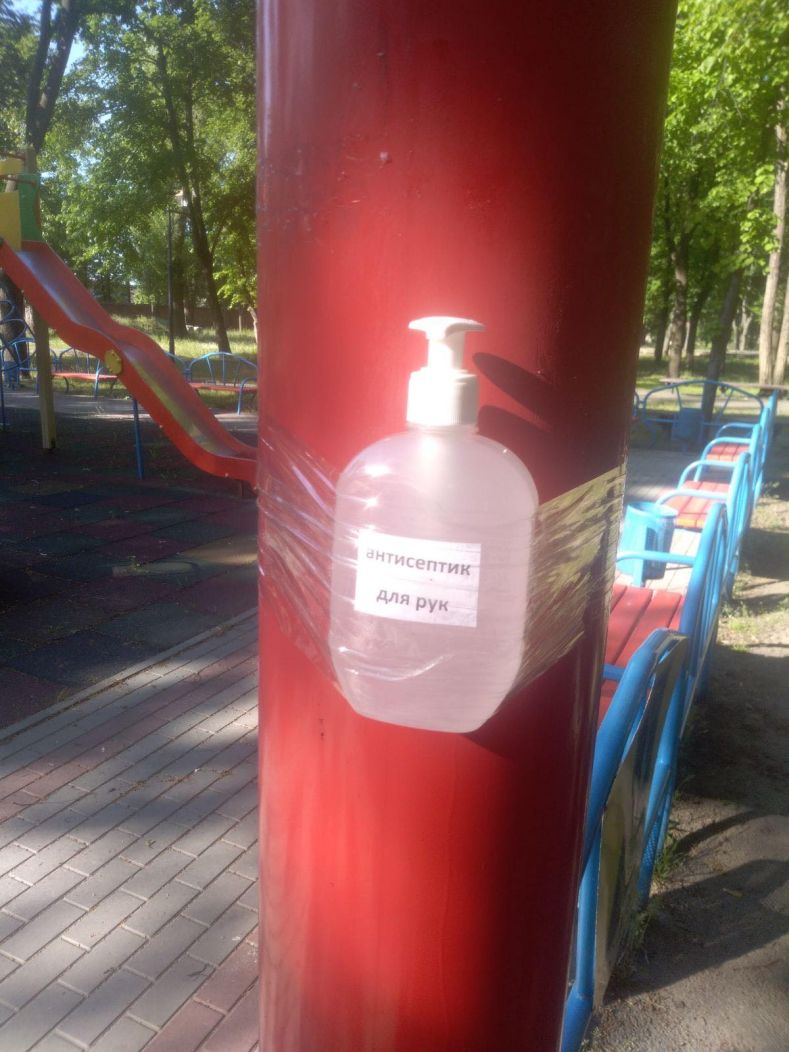 антисептик
для рук